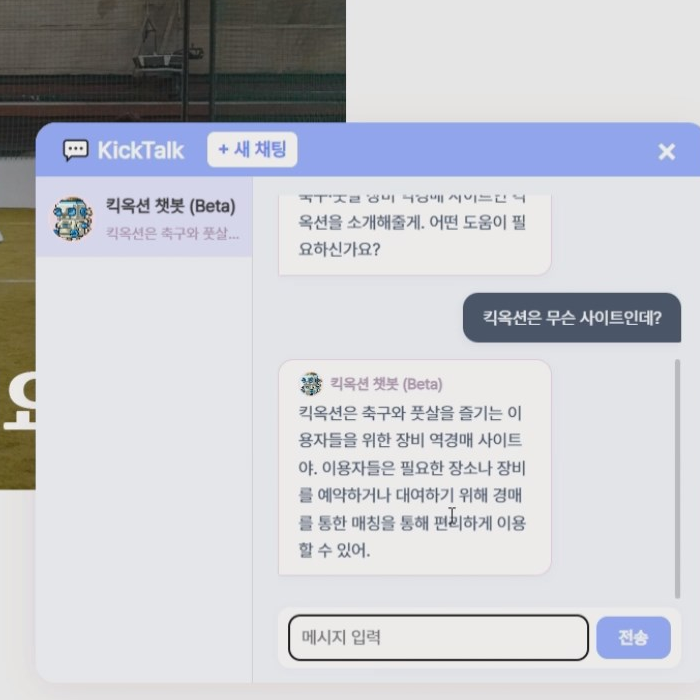 KickTalk
+ 새 채팅
킥옥션 챗봇 (Beta)
킥옥션은 축구와 풋살...
옥션을 소개해줄게. 어떤 도움이 필
요하신가요?
킥옥션은 무슨 사이트인데?
킥옥션 챗봇 (Beta)
킥옥션은 축구와 풋살을 즐기는 이
용자들을 위한 장비 역경매 사이트
야. 이용자들은 필요한 장소나 장비
를 예약하거나 대여하기 위해 경매
를 통한 매칭을 통해 편리하게 이용
할 수 있어.
메시지 입력
전송